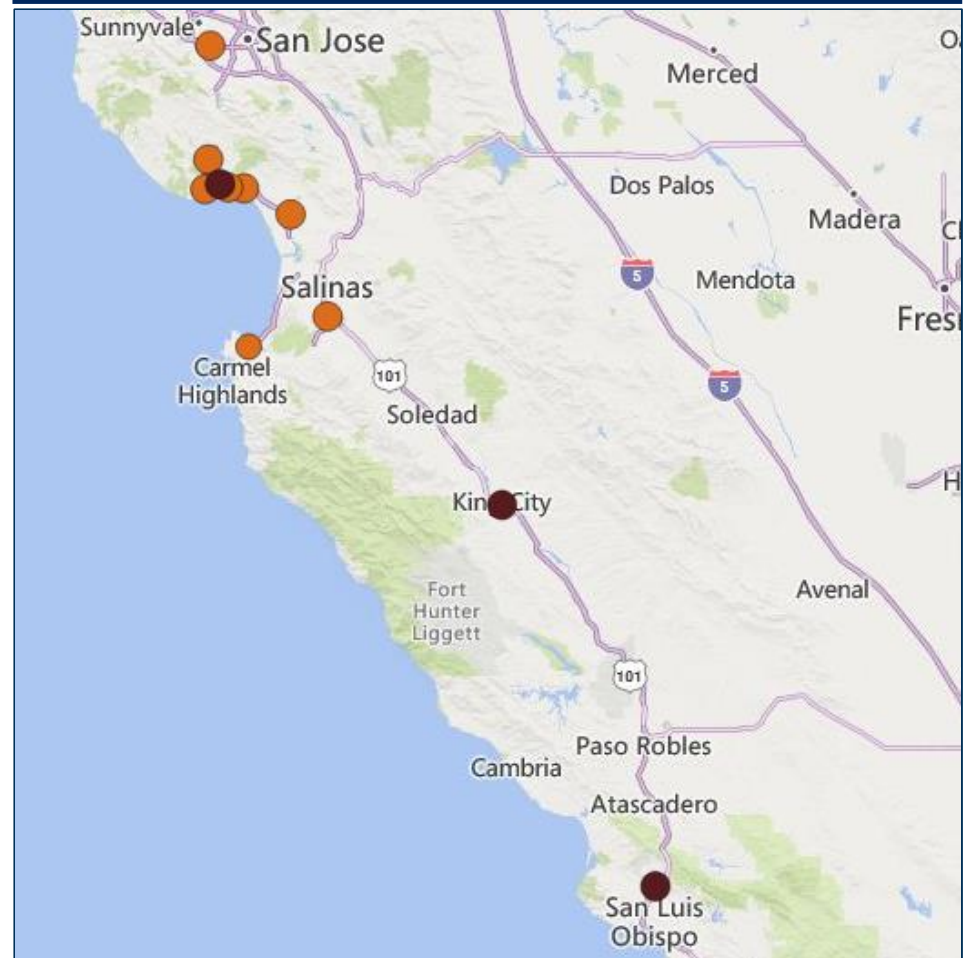 Sunnyvale
San Jose
Merced
Dos Palos
Madera
5
Mendota
Salinas
Carmel
Highlands
101
5
Soledad
King City
Avenal
Fort
Hunter
Liggett
101
Paso Robles
Cambria
Atascadero
San Luis
Obispo